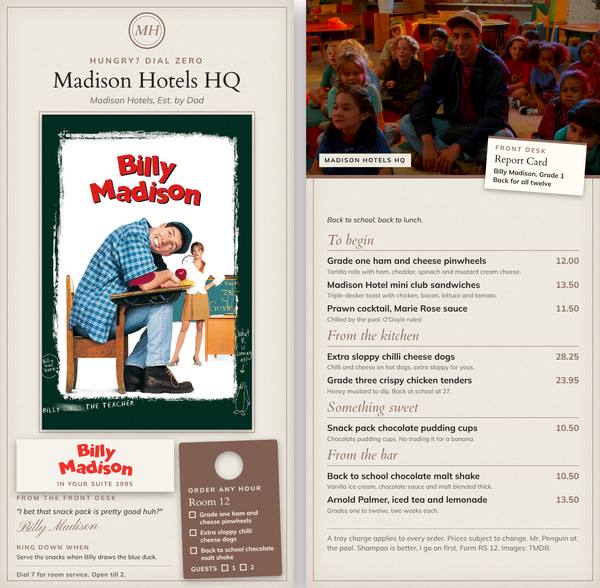 MH
HUNGRY? DIAL ZERO
Madison Hotels HQ
Madison Hotels, Est. by Dad
Billy
Madison
BILLY THE TEACHER
Billy
Madison
IN YOUR SUITE 1995
FROM THE FRONT DESK
"I bet that snack pack is pretty good huh?"
Billy Madison
RING DOWN WHEN
Serve the snacks when Billy draws the blue duck.
Dial 7 for room service. Open till 2.
ORDER ANY HOUR
Room 12
Grade one ham and
cheese pinwheels
Extra sloppy chilli
cheese dogs
Back to school chocolate
malt shake
GUESTS 1 2
MADISON HOTELS HQ
FRONT DESK
Report Card
Billy Madison, Grade 1
Back for all twelve
Back to school, back to lunch.
To begin
Grade one ham and cheese pinwheels 12.00
Tortilla rolls with ham, cheddar, spinach and mustard cream cheese.
Madison Hotel mini club sandwiches 13.50
Triple-decker toast with chicken, bacon, lettuce and tomato.
Prawn cocktail, Marie Rose sauce 11.50
Chilled by the pool. O'Doyle rules!
From the kitchen
Extra sloppy chilli cheese dogs 28.25
Chilli and cheese on hot dogs, extra sloppy for yous.
Grade three crispy chicken tenders 23.95
Honey mustard to dip. Back at school at 27.
Something sweet
Snack pack chocolate pudding cups 10.50
Chocolate pudding cups. No trading it for a banana.
From the bar
Back to school chocolate malt shake 10.50
Vanilla ice cream, chocolate sauce and malt blended thick.
Arnold Palmer, iced tea and lemonade 13.50
Grades one to twelve, two weeks each.
A tray charge applies to every order. Prices subject to change. Mr. Penguin at
the pool. Shampoo is better, I go on first. Form RS 12. Images: TMDB.